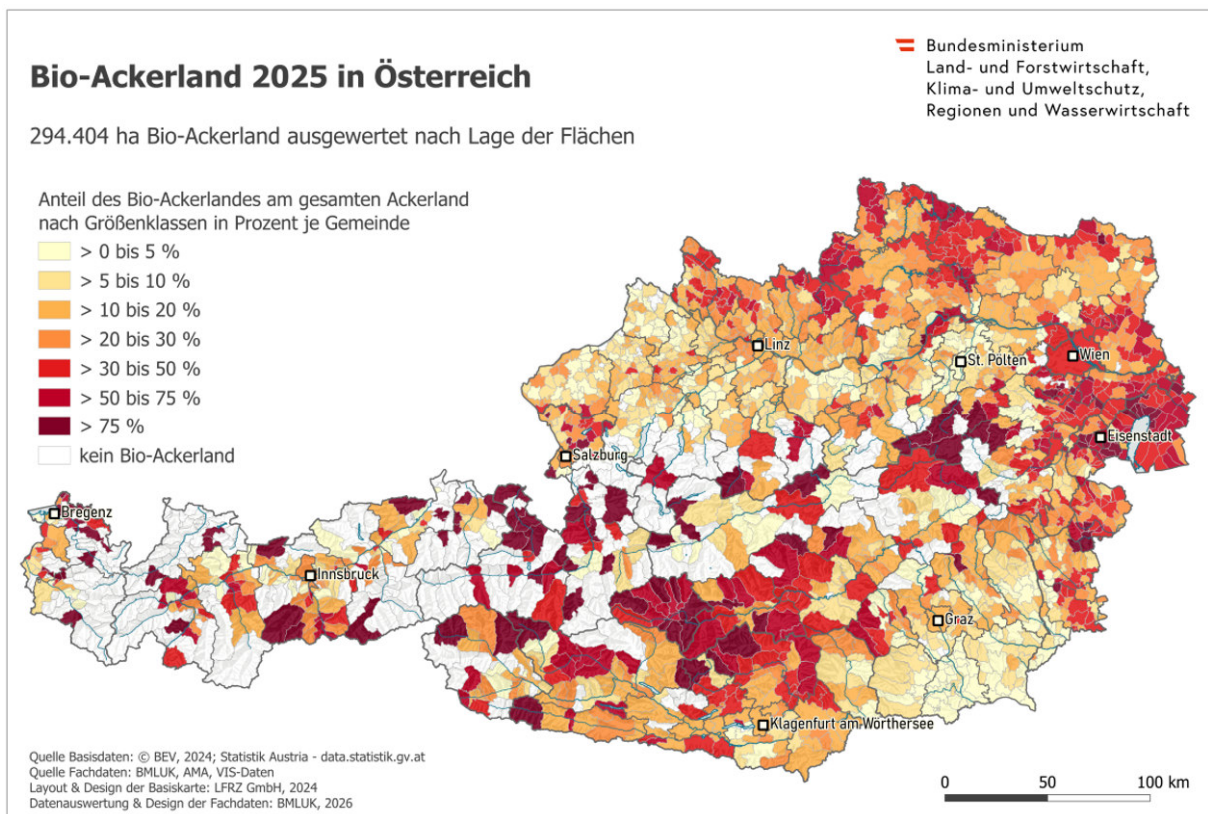 Bio-Ackerland 2025 in Österreich
294.404 ha Bio-Ackerland ausgewertet nach Lage der Flächen
Bundesministerium
Land- und Forstwirtschaft,
Klima- und Umweltschutz,
Regionen und Wasserwirtschaft
Anteil des Bio-Ackerlandes am gesamten Ackerland
nach Größenklassen in Prozent je Gemeinde
> 0 bis 5 %
> 5 bis 10 %
> 10 bis 20 %
> 20 bis 30 %
> 30 bis 50 %
> 50 bis 75 %
> 75 %
kein Bio-Ackerland
Linz
St. Pölten
Wien
Eisenstadt
Salzburg
Bregenz
Innsbruck
Graz
Klagenfurt am Wörthersee
Quelle Basisdaten: © BEV, 2024; Statistik Austria - data.statistik.gv.at
Quelle Fachdaten: BMLUK, AMA, VIS-Daten
Layout & Design der Basiskarte: LFRZ GmbH, 2024
Datenauswertung & Design der Fachdaten: BMLUK, 2026
0 50 100 km